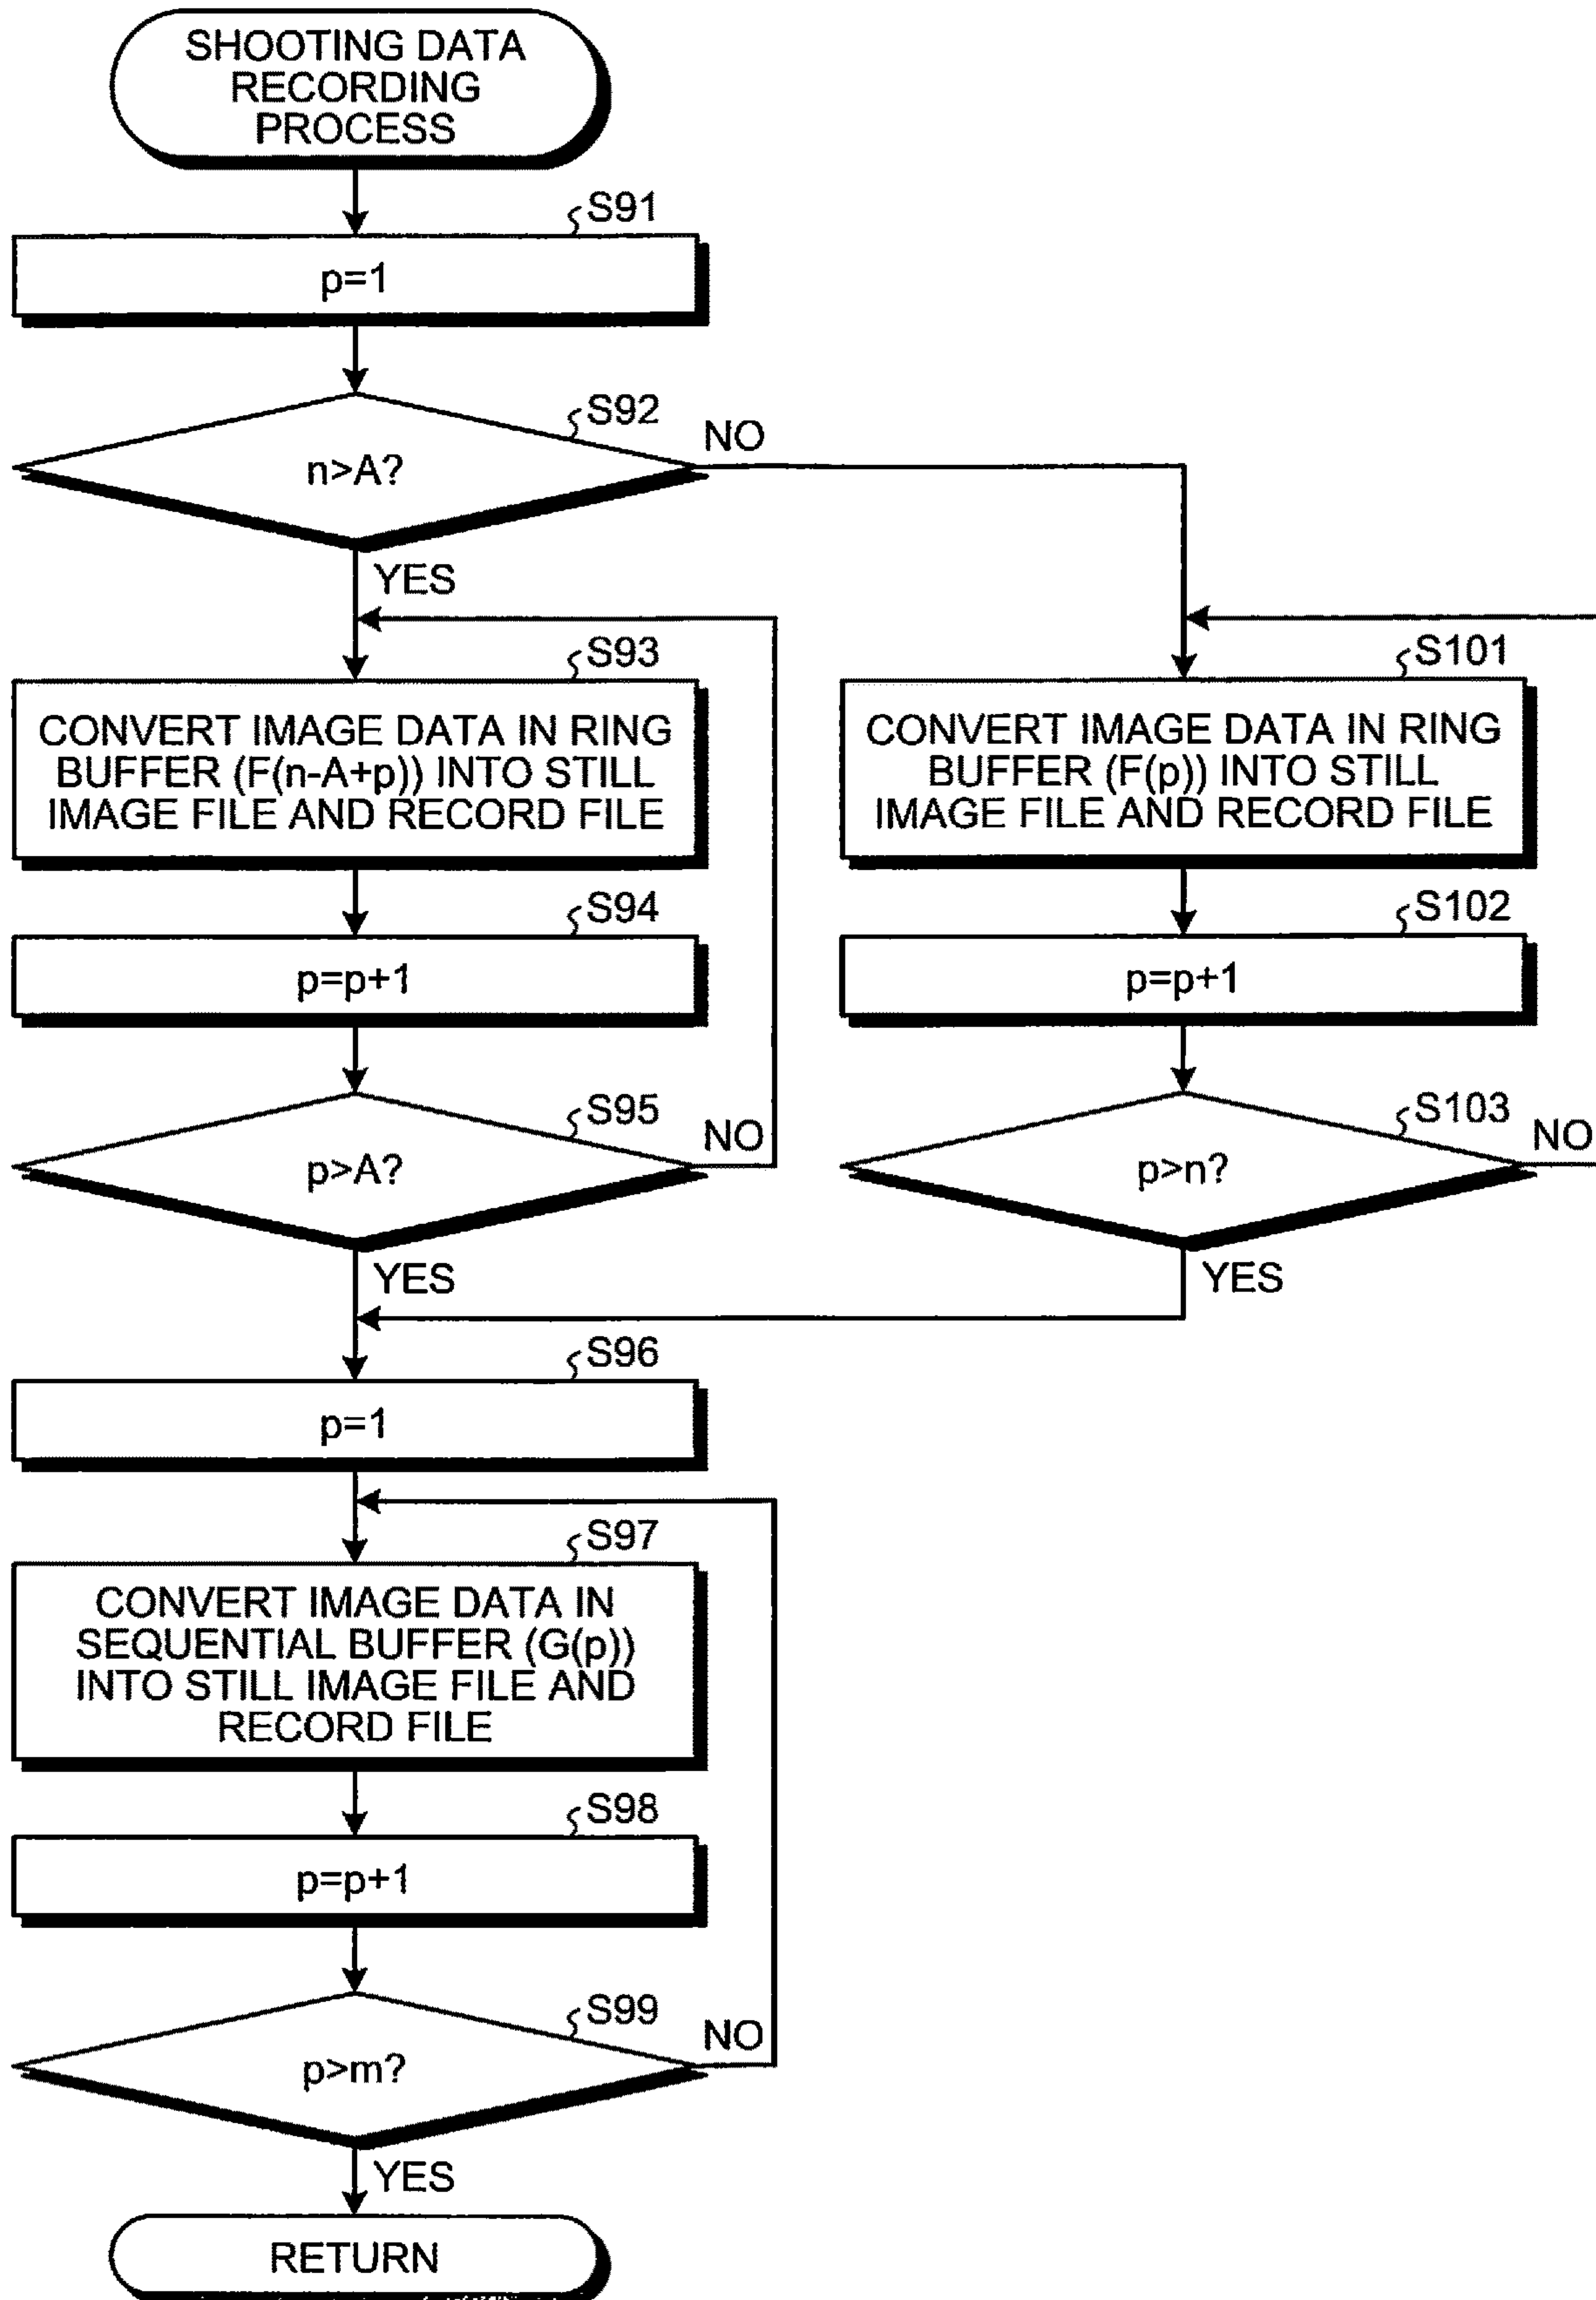 SHOOTING DATA
RECORDING
PROCESS
S91
p=1
S92
n>A?
NO
YES
S93
CONVERT IMAGE DATA IN RING
BUFFER (F(n-A+p)) INTO STILL
IMAGE FILE AND RECORD FILE
S94
p=p+1
S95
p>A?
NO
YES
S101
CONVERT IMAGE DATA IN RING
BUFFER (F(p)) INTO STILL
IMAGE FILE AND RECORD FILE
S102
p=p+1
S103
p>n?
NO
YES
S96
p=1
S97
CONVERT IMAGE DATA IN
SEQUENTIAL BUFFER (G(p))
INTO STILL IMAGE FILE AND
RECORD FILE
S98
p=p+1
S99
p>m?
NO
YES
RETURN